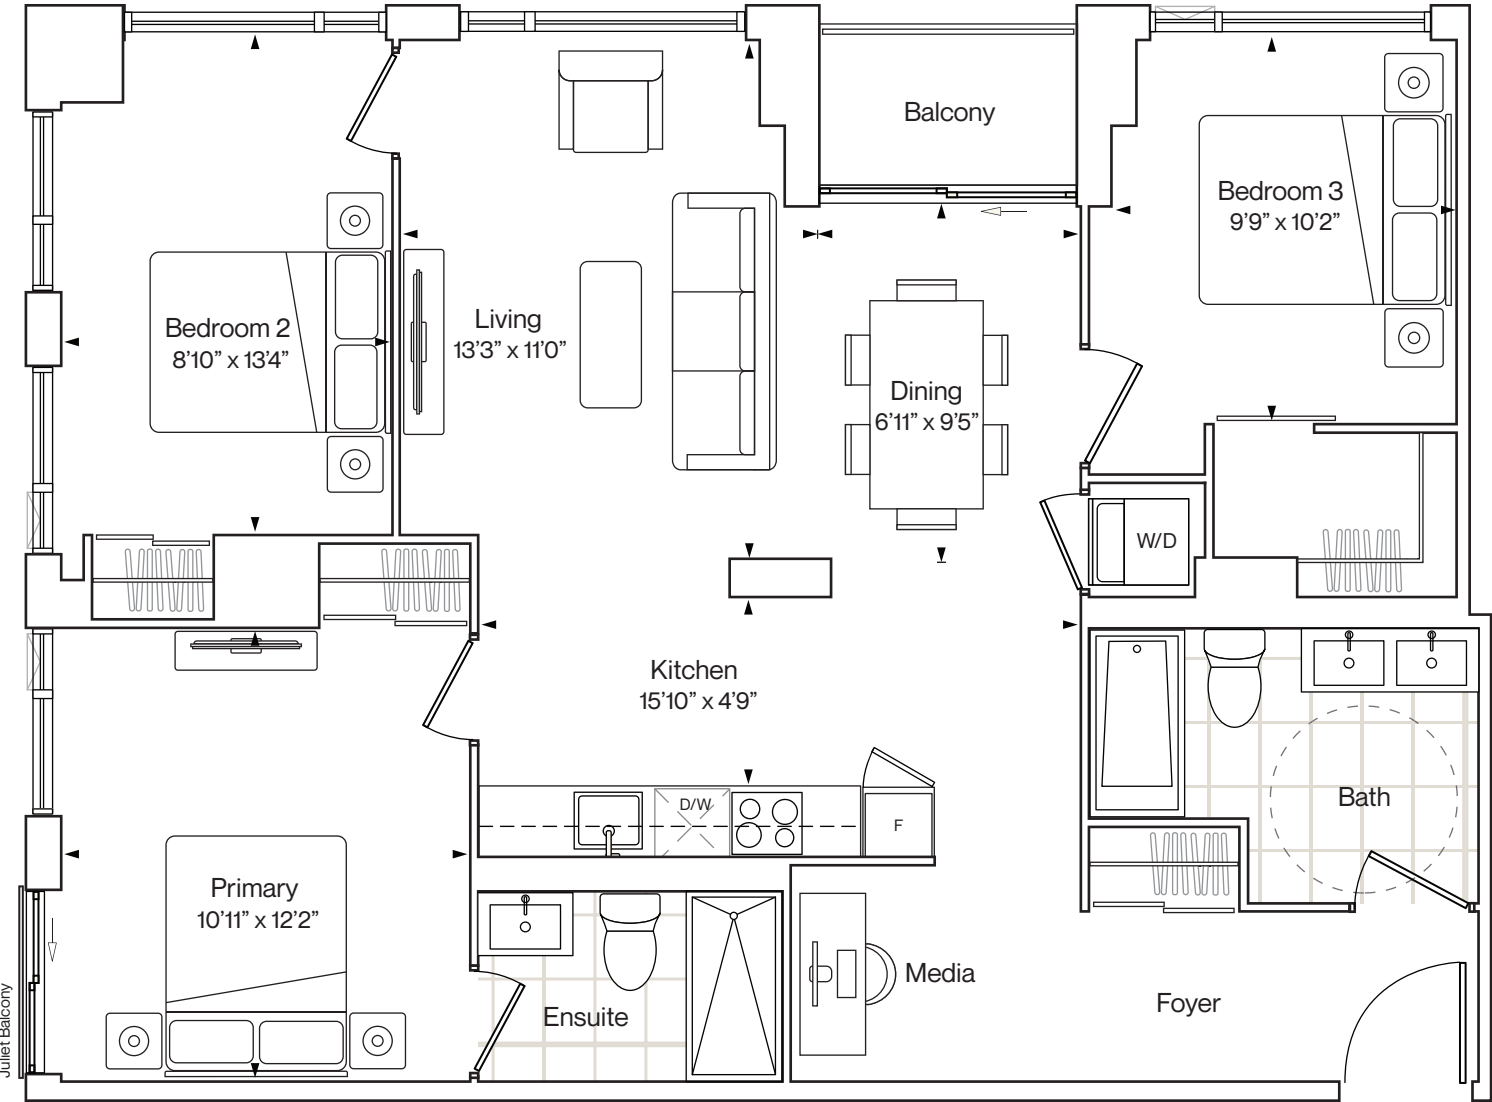 Balcony
Bedroom 3
9'9" x 10'2"
Bedroom 2
8'10" x 13'4"
Living
13'3" x 11'0"
Dining
6'11" x 9'5"
W/D
Kitchen
15'10" x 4'9"
D/W
F
Bath
Primary
10'11" x 12'2"
Ensuite
Media
Foyer
Juliet Balcony